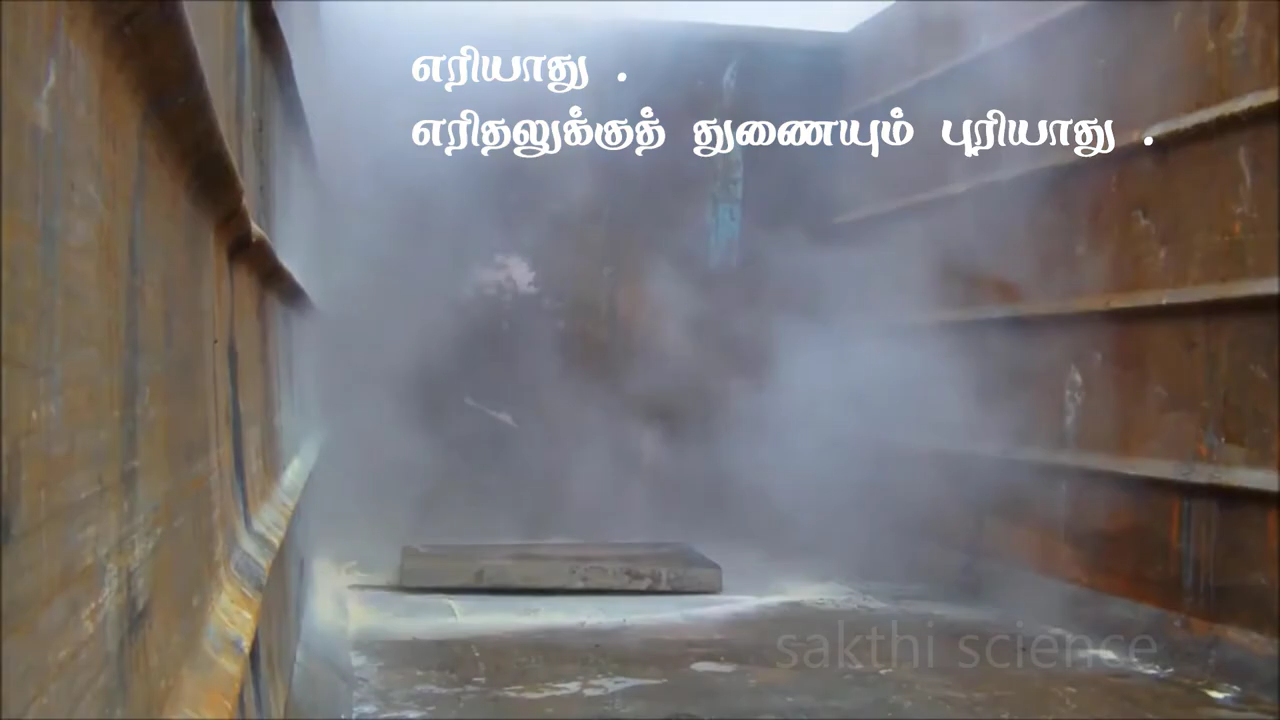 எரியாது .
எரிதலுக்குத் துணையும் புரியாது .
sakthi science